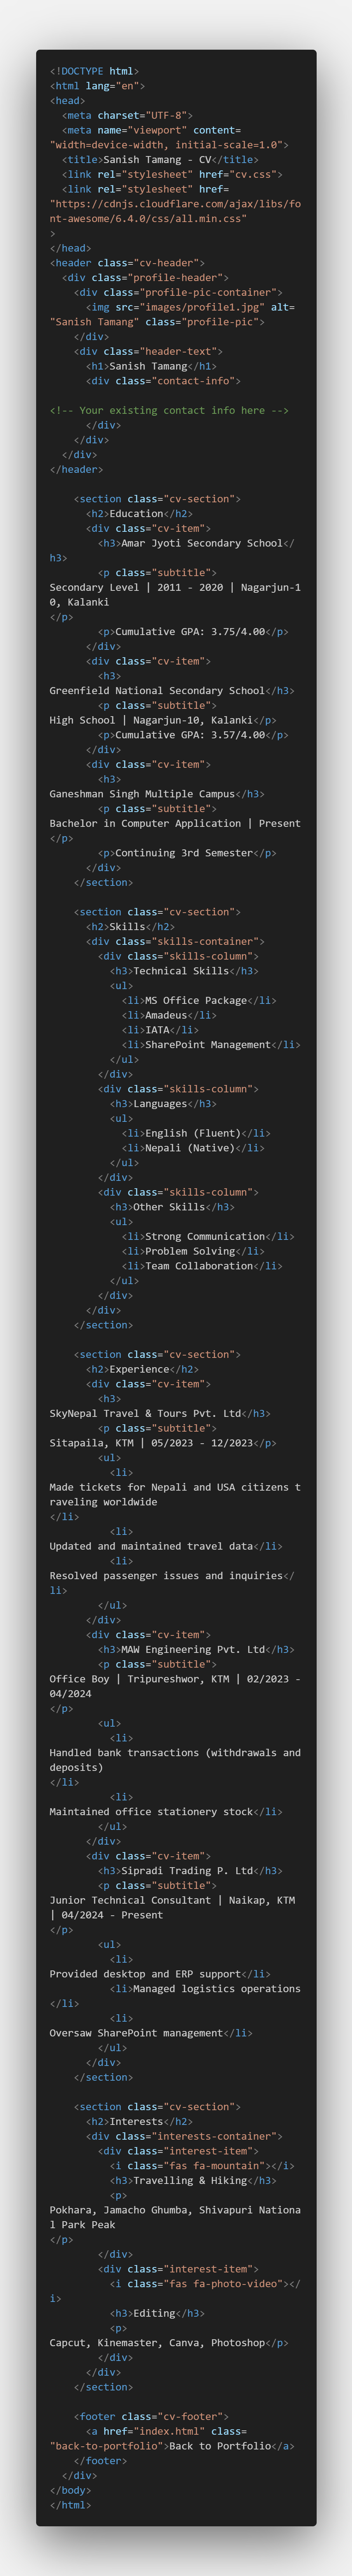 <!DOCTYPE html>
<html lang="en">
<head>
  <meta charset="UTF-8">
  <meta name="viewport" content=
"width=device-width, initial-scale=1.0">
  <title>Sanish Tamang - CV</title>
  <link rel="stylesheet" href="cv.css">
  <link rel="stylesheet" href=
"https://cdnjs.cloudflare.com/ajax/libs/fo
nt-awesome/6.4.0/css/all.min.css"
>
</head>
<header class="cv-header">
  <div class="profile-header">
    <div class="profile-pic-container">
      <img src="images/profile1.jpg" alt=
"Sanish Tamang" class="profile-pic">
    </div>
    <div class="header-text">
      <h1>Sanish Tamang</h1>
      <div class="contact-info">

<!-- Your existing contact info here -->
      </div>
    </div>
  </div>
</header>

    <section class="cv-section">
      <h2>Education</h2>
      <div class="cv-item">
        <h3>Amar Jyoti Secondary School</
h3>
        <p class="subtitle">
Secondary Level | 2011 - 2020 | Nagarjun-1
0, Kalanki
</p>
        <p>Cumulative GPA: 3.75/4.00</p>
      </div>
      <div class="cv-item">
        <h3>
Greenfield National Secondary School</h3>
        <p class="subtitle">
High School | Nagarjun-10, Kalanki</p>
        <p>Cumulative GPA: 3.57/4.00</p>
      </div>
      <div class="cv-item">
        <h3>
Ganeshman Singh Multiple Campus</h3>
        <p class="subtitle">
Bachelor in Computer Application | Present
</p>
        <p>Continuing 3rd Semester</p>
      </div>
    </section>

    <section class="cv-section">
      <h2>Skills</h2>
      <div class="skills-container">
        <div class="skills-column">
          <h3>Technical Skills</h3>
          <ul>
            <li>MS Office Package</li>
            <li>Amadeus</li>
            <li>IATA</li>
            <li>SharePoint Management</li>
          </ul>
        </div>
        <div class="skills-column">
          <h3>Languages</h3>
          <ul>
            <li>English (Fluent)</li>
            <li>Nepali (Native)</li>
          </ul>
        </div>
        <div class="skills-column">
          <h3>Other Skills</h3>
          <ul>
            <li>Strong Communication</li>
            <li>Problem Solving</li>
            <li>Team Collaboration</li>
          </ul>
        </div>
      </div>
    </section>

    <section class="cv-section">
      <h2>Experience</h2>
      <div class="cv-item">
        <h3>
SkyNepal Travel & Tours Pvt. Ltd</h3>
        <p class="subtitle">
Sitapaila, KTM | 05/2023 - 12/2023</p>
        <ul>
          <li>
Made tickets for Nepali and USA citizens t
raveling worldwide
</li>
          <li>
Updated and maintained travel data</li>
          <li>
Resolved passenger issues and inquiries</
li>
        </ul>
      </div>
      <div class="cv-item">
        <h3>MAW Engineering Pvt. Ltd</h3>
        <p class="subtitle">
Office Boy | Tripureshwor, KTM | 02/2023 -
04/2024
</p>
        <ul>
          <li>
Handled bank transactions (withdrawals and
deposits)
</li>
          <li>
Maintained office stationery stock</li>
        </ul>
      </div>
      <div class="cv-item">
        <h3>Sipradi Trading P. Ltd</h3>
        <p class="subtitle">
Junior Technical Consultant | Naikap, KTM
| 04/2024 - Present
</p>
        <ul>
          <li>
Provided desktop and ERP support</li>
          <li>Managed logistics operations
</li>
          <li>
Oversaw SharePoint management</li>
        </ul>
      </div>
    </section>

    <section class="cv-section">
      <h2>Interests</h2>
      <div class="interests-container">
        <div class="interest-item">
          <i class="fas fa-mountain"></i>
          <h3>Travelling & Hiking</h3>
          <p>
Pokhara, Jamacho Ghumba, Shivapuri Nationa
l Park Peak
</p>
        </div>
        <div class="interest-item">
          <i class="fas fa-photo-video"></
i>
          <h3>Editing</h3>
          <p>
Capcut, Kinemaster, Canva, Photoshop</p>
        </div>
      </div>
    </section>

    <footer class="cv-footer">
      <a href="index.html" class=
"back-to-portfolio">Back to Portfolio</a>
    </footer>
  </div>
</body>
</html>